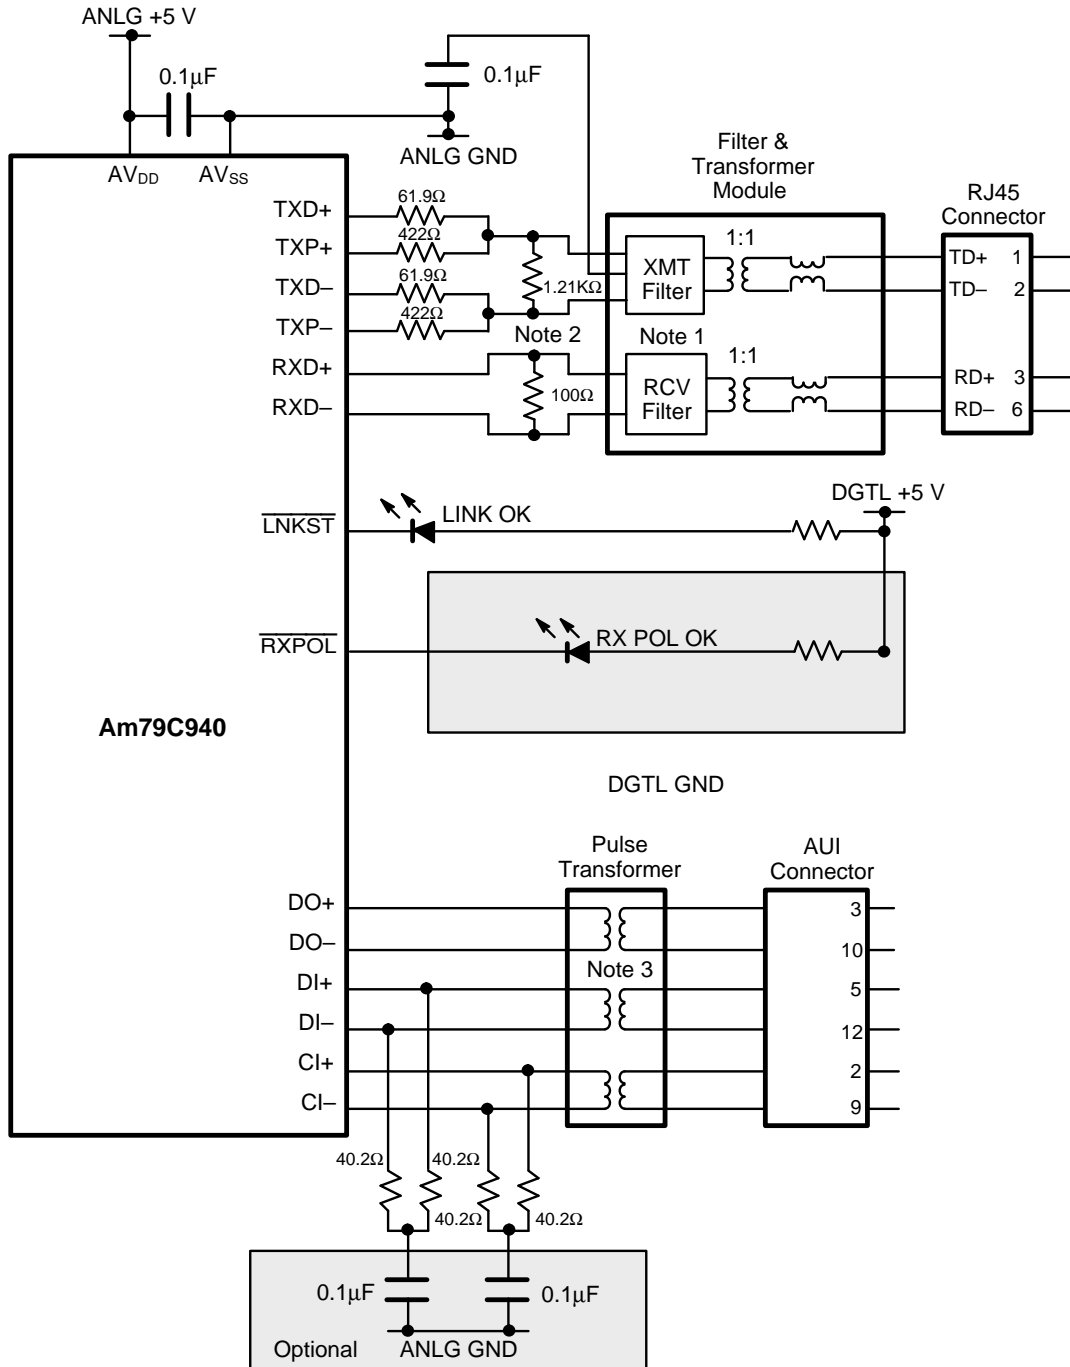 ANLG +5 V
0.1µF
0.1µF
ANLG GND
AVDD
AVSS
Filter &
Transformer
Module
RJ45
Connector
TXD+
61.9Ω
TXP+
422Ω
TXD–
61.9Ω
TXP–
422Ω
1.21KΩ
XMT
Filter
1:1
TD+ 1
TD– 2
Note 2
Note 1
RXD+
RXD–
100Ω
RCV
Filter
1:1
RD+ 3
RD– 6
DGTL +5 V
LNKST
LINK OK
RXPOL
RX POL OK
Am79C940
DGTL GND
Pulse
Transformer
AUI
Connector
DO+
3
DO–
10
Note 3
DI+
5
DI–
12
CI+
2
CI–
9
40.2Ω
40.2Ω
40.2Ω
40.2Ω
0.1µF
0.1µF
Optional
ANLG GND